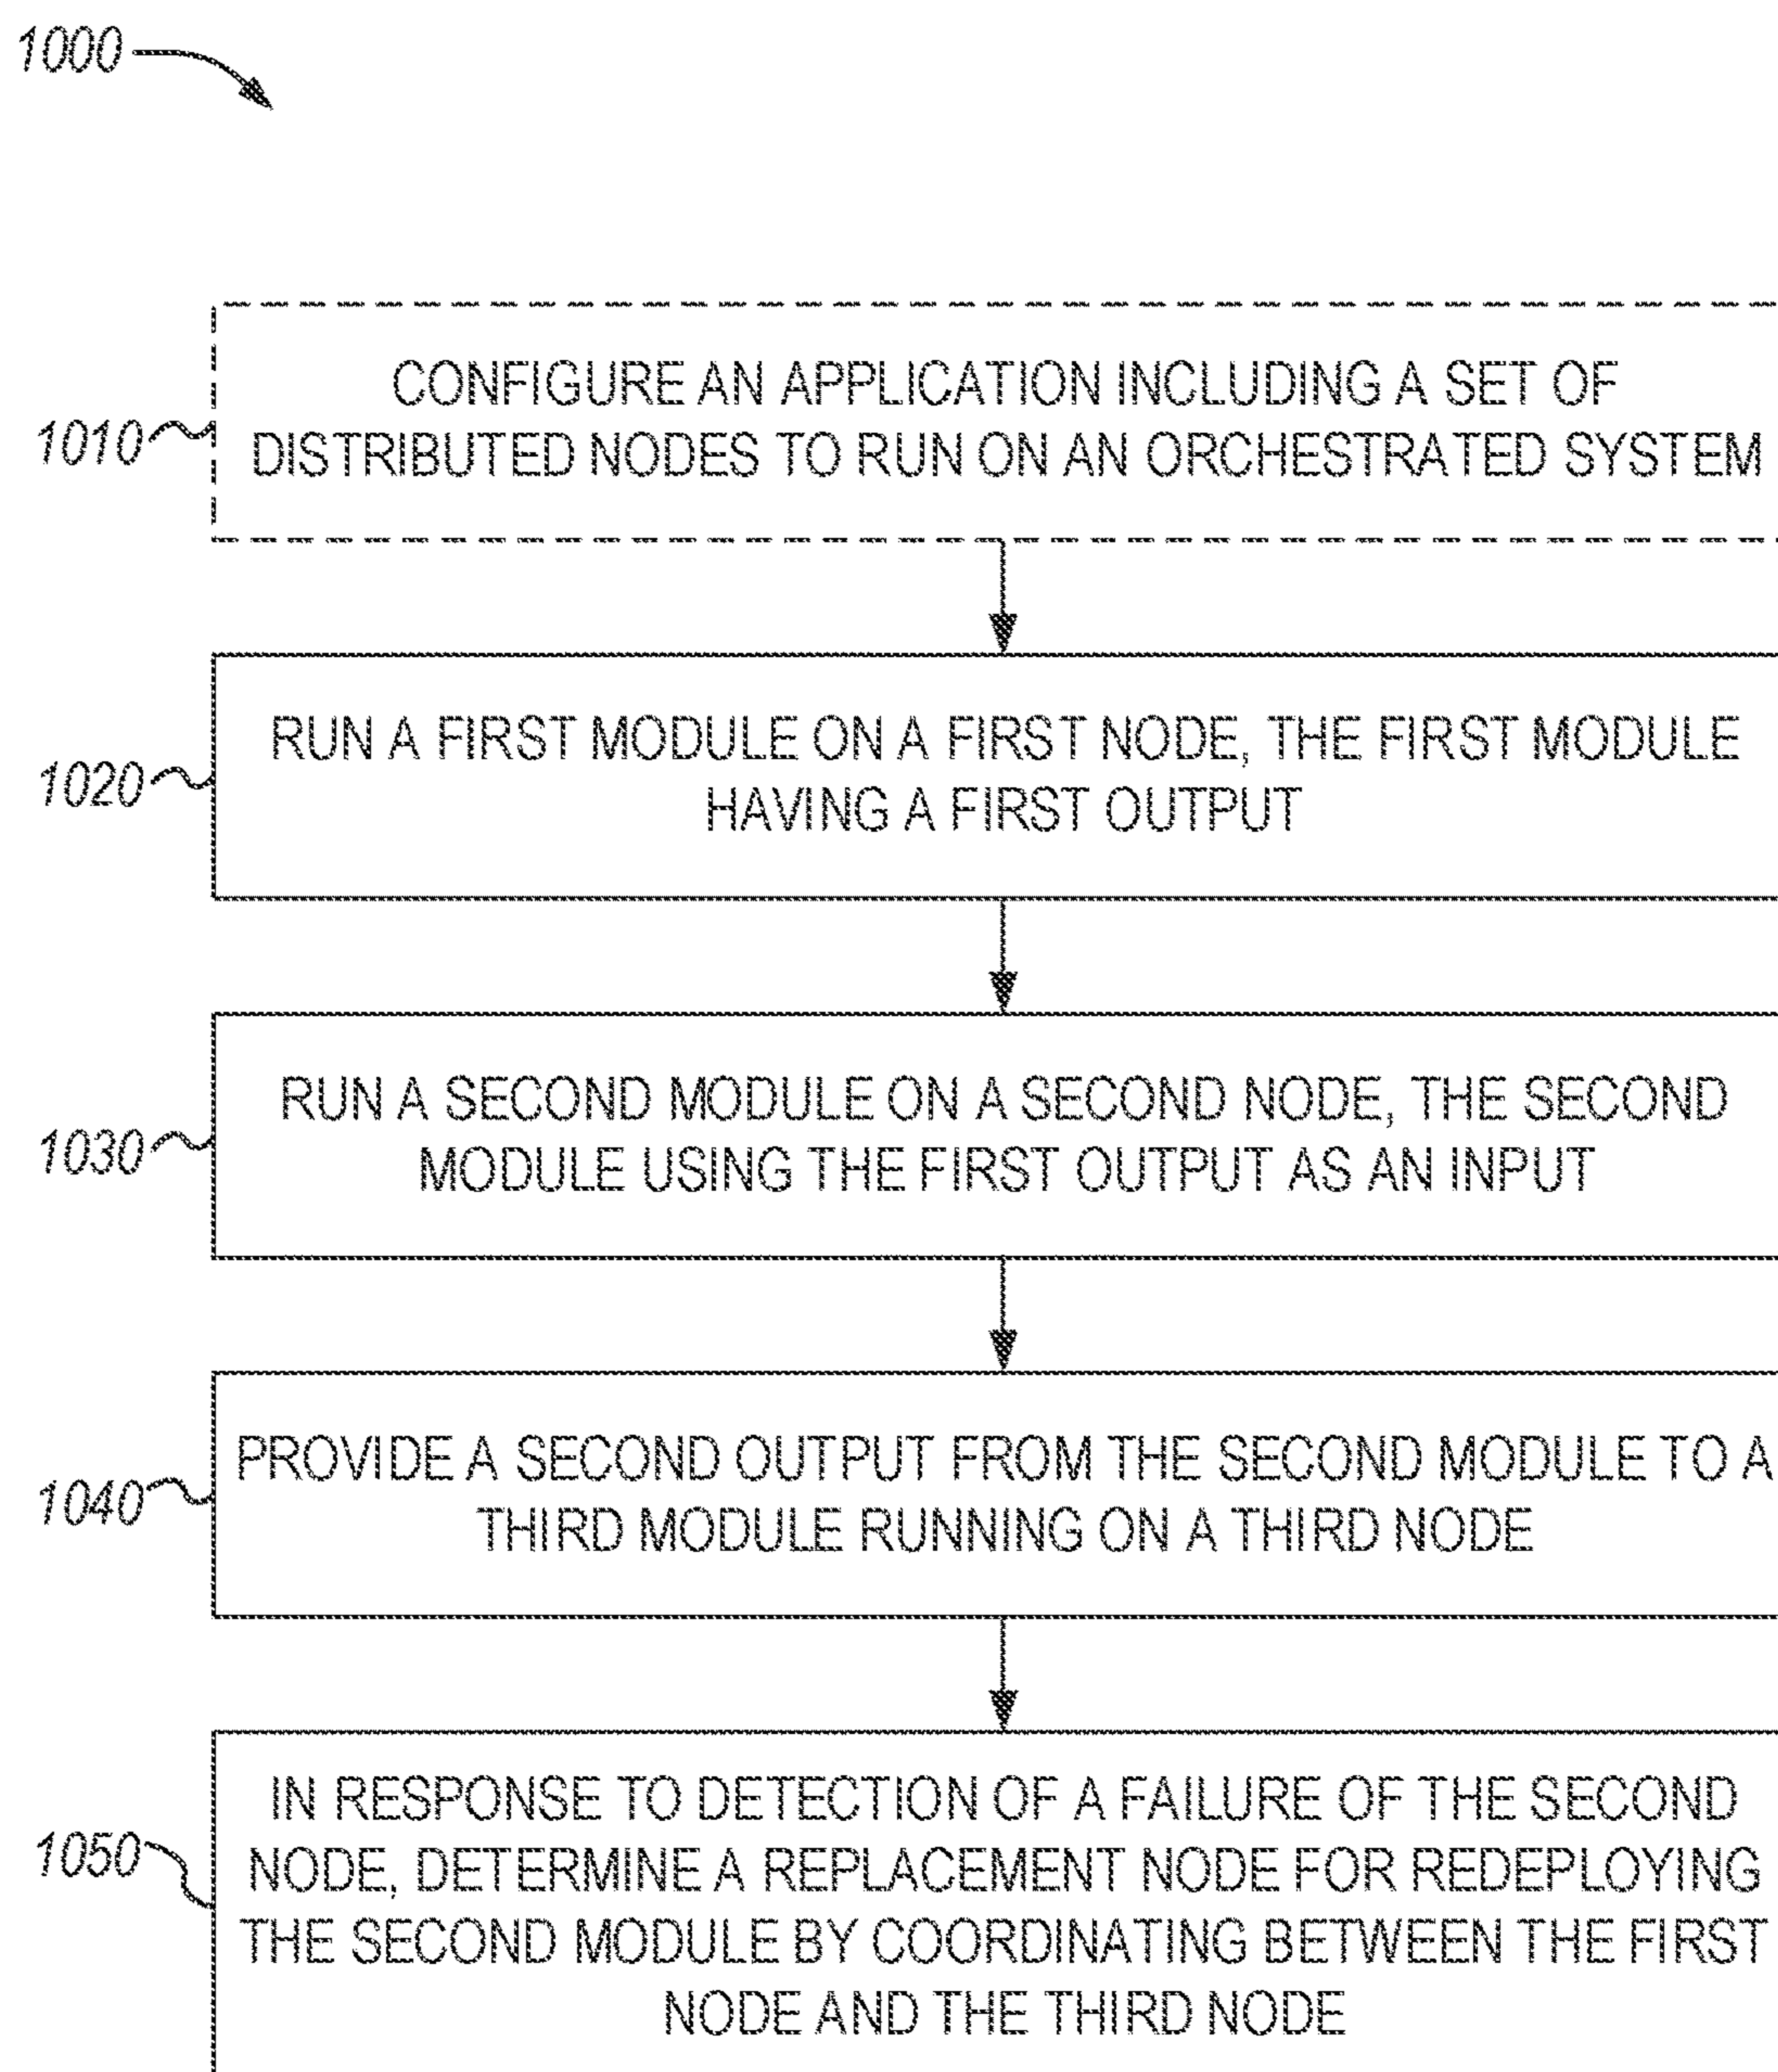 1000
1010
CONFIGURE AN APPLICATION INCLUDING A SET OF
DISTRIBUTED NODES TO RUN ON AN ORCHESTRATED SYSTEM
1020
RUN A FIRST MODULE ON A FIRST NODE, THE FIRST MODULE
HAVING A FIRST OUTPUT
1030
RUN A SECOND MODULE ON A SECOND NODE, THE SECOND
MODULE USING THE FIRST OUTPUT AS AN INPUT
1040
PROVIDE A SECOND OUTPUT FROM THE SECOND MODULE TO A
THIRD MODULE RUNNING ON A THIRD NODE
1050
IN RESPONSE TO DETECTION OF A FAILURE OF THE SECOND
NODE, DETERMINE A REPLACEMENT NODE FOR REDEPLOYING
THE SECOND MODULE BY COORDINATING BETWEEN THE FIRST
NODE AND THE THIRD NODE